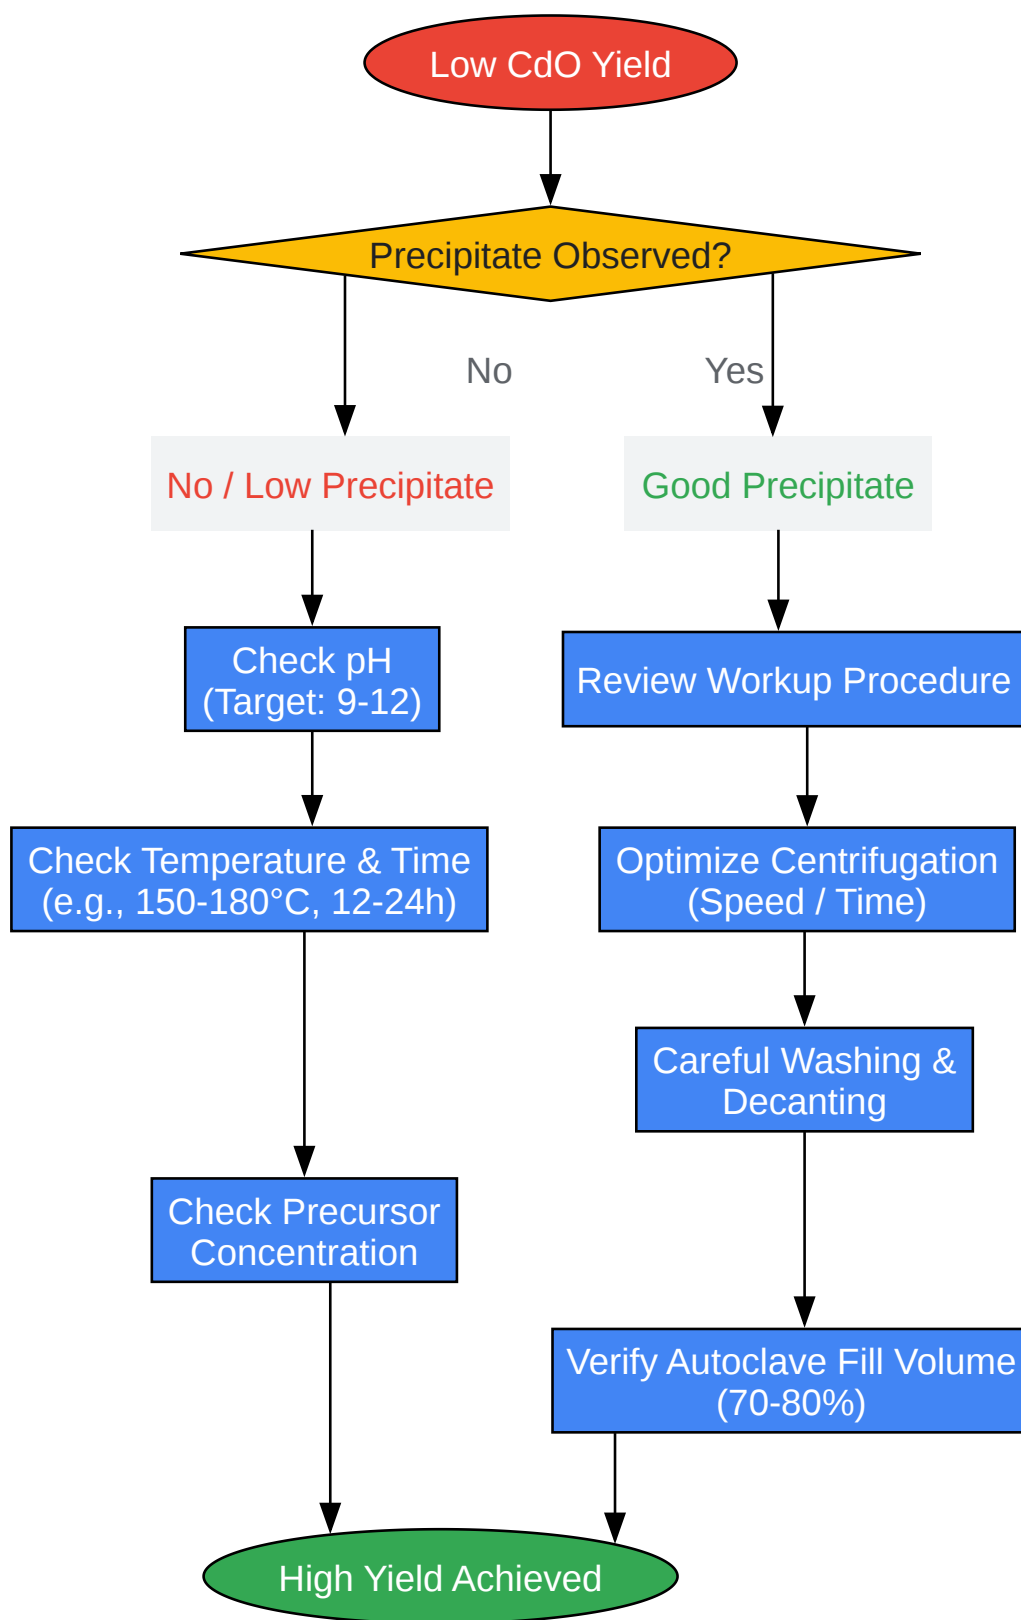 Low CdO Yield
Precipitate Observed?
No
Yes
No / Low Precipitate
Good Precipitate
Check pH
(Target: 9-12)
Review Workup Procedure
Check Temperature & Time
(e.g., 150-180°C, 12-24h)
Optimize Centrifugation
(Speed / Time)
Careful Washing &
Decanting
Check Precursor
Concentration
Verify Autoclave Fill Volume
(70-80%)
High Yield Achieved